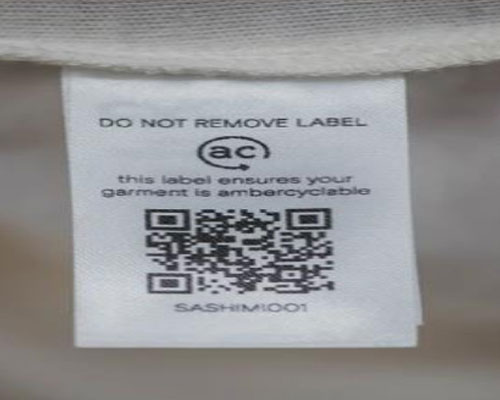 DO NOT REMOVE LABEL
ac
this label ensures your
garment is ambercyclable
SASHIMI001